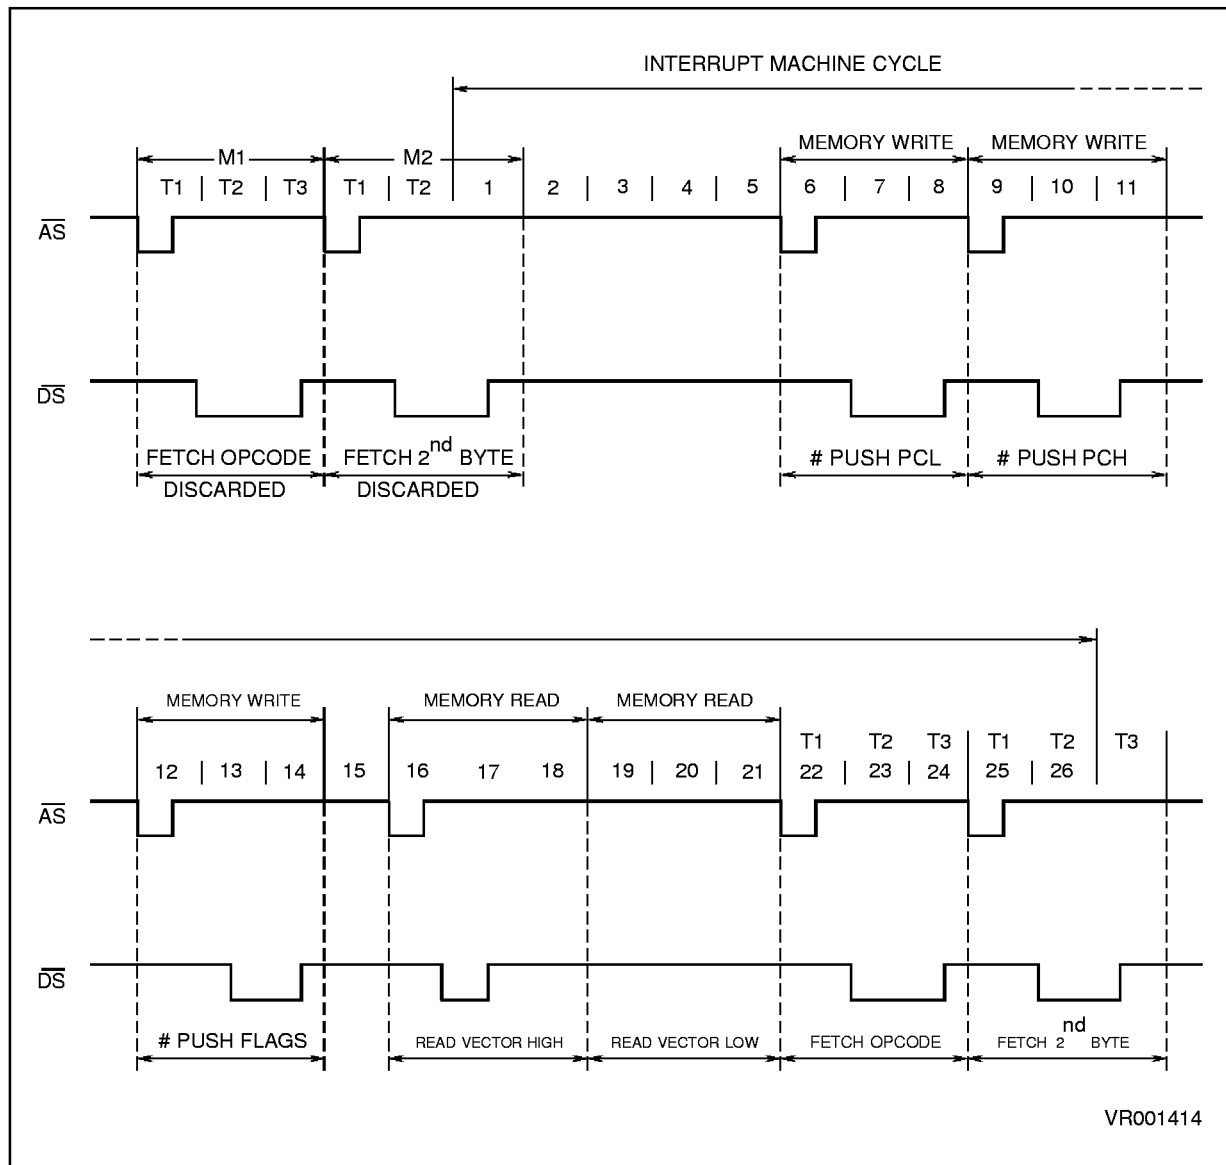 INTERRUPT MACHINE CYCLE
MEMORY WRITE MEMORY WRITE
M1 M2
T1 T2 T3 T1 T2 1 2 3 4 5 6 7 8 9 10 11
AS
DS
FETCH OPCODE FETCH 2nd BYTE # PUSH PCL # PUSH PCH
DISCARDED DISCARDED
MEMORY WRITE MEMORY READ MEMORY READ
T1 T2 T3 T1 T2 T3
12 13 14 15 16 17 18 19 20 21 22 23 24 25 26
AS
DS
# PUSH FLAGS READ VECTOR HIGH READ VECTOR LOW FETCH OPCODE FETCH 2nd BYTE
VR001414